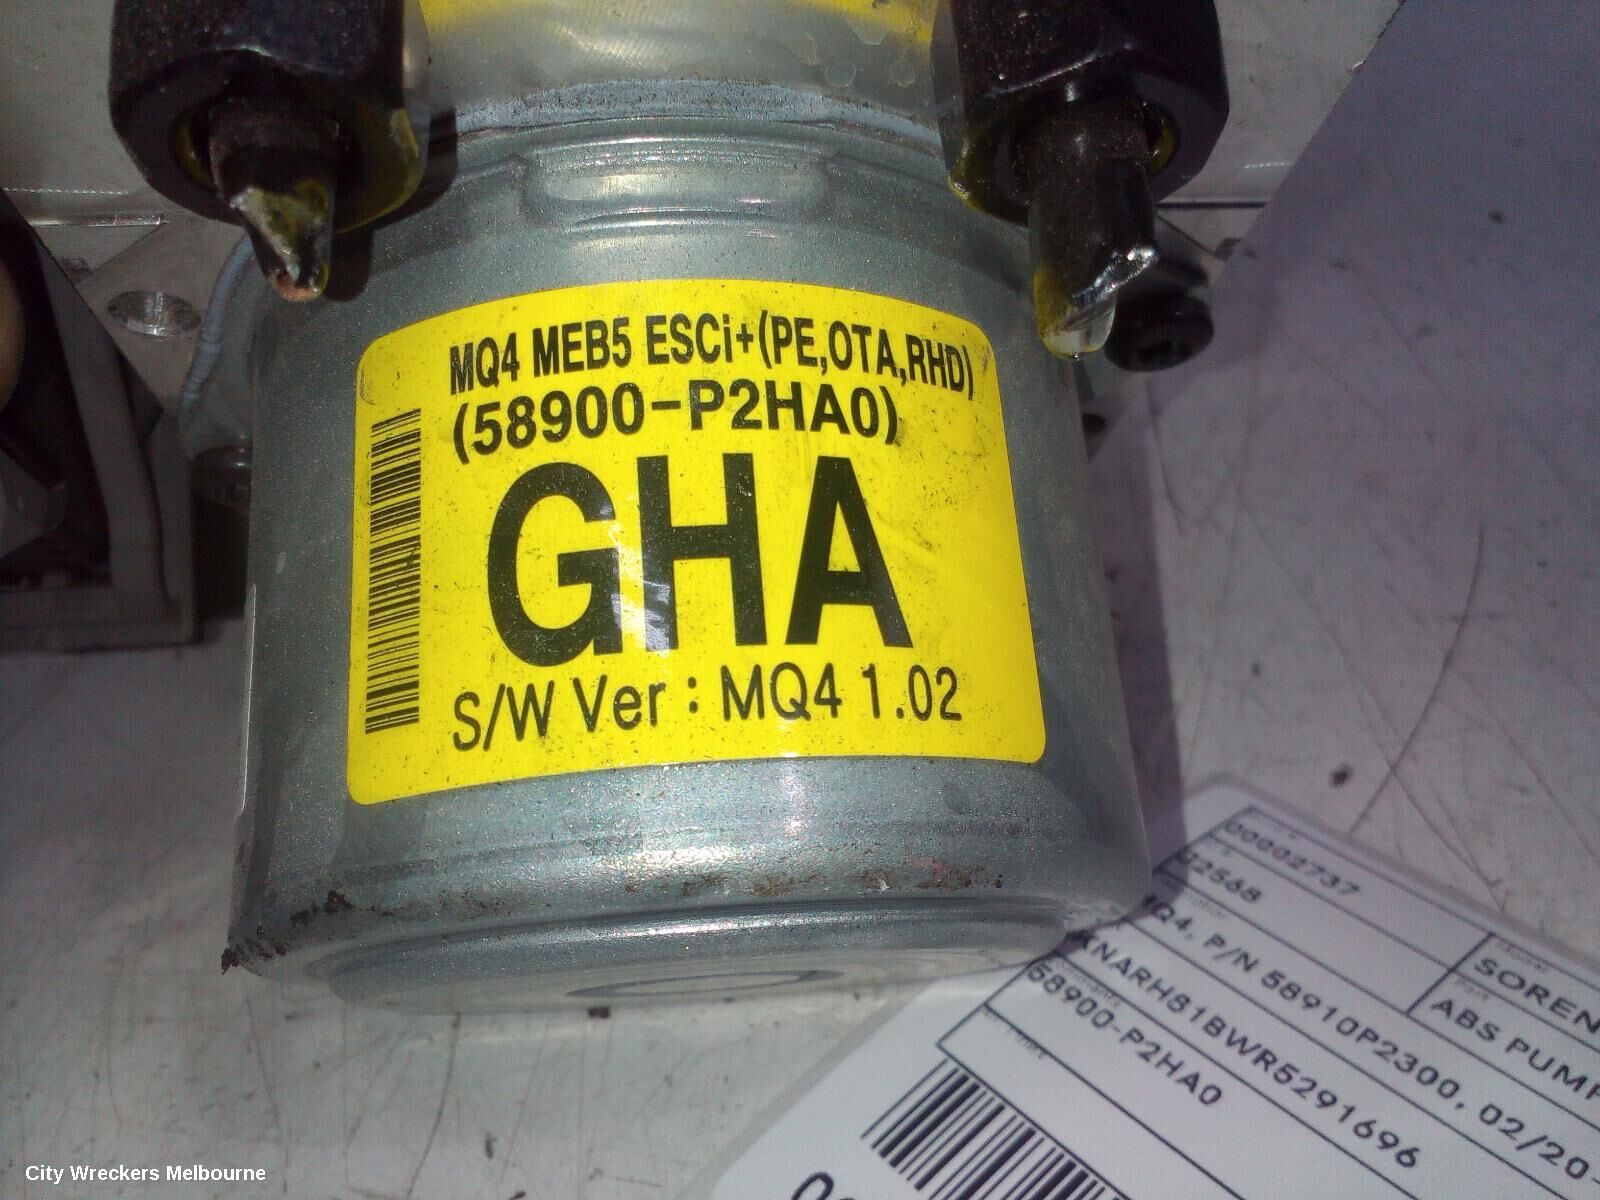 MQ4 MEB5 ESCi+(PE,OTA,RHD)
(58900-P2HA0)
GHA
S/W Ver : MQ4 1.02
00002737
22568
SOREN
MQ4, P/N 58910P2300, 02/20-
ABS PUMP
KNARH81BWR5291696
58900-P2HA0
City Wreckers Melbourne